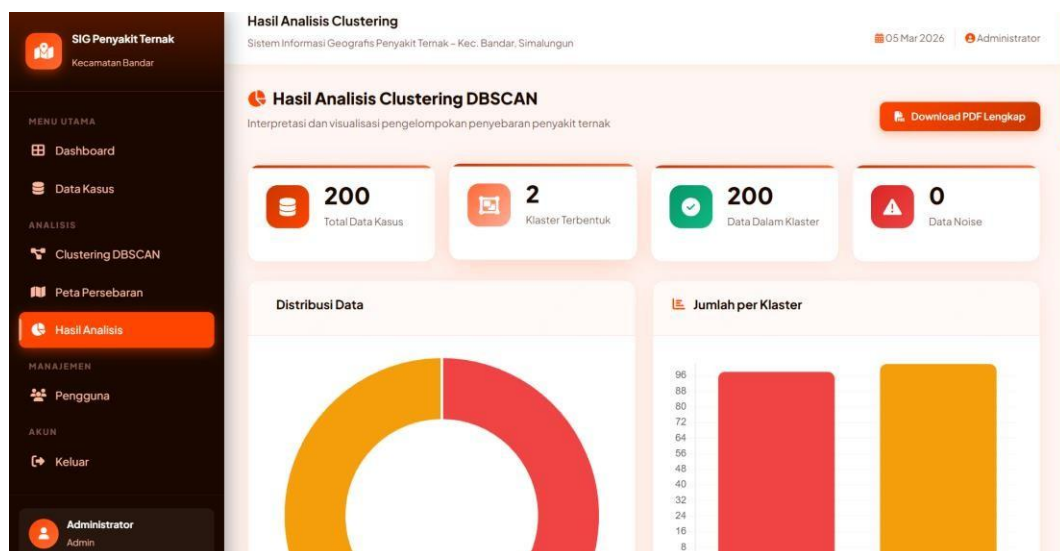 SIG Penyakit Ternak
Kecamatan Bandar
MENU UTAMA
Dashboard
Data Kasus
ANALISIS
Clustering DBSCAN
Peta Persebaran
Hasil Analisis
MANAJEMEN
Pengguna
AKUN
Keluar
Administrator
Admin
Hasil Analisis Clustering
Sistem Informasi Geografis Penyakit Ternak – Kec. Bandar, Simalungun
05 Mar 2026
Administrator
Hasil Analisis Clustering DBSCAN
Interpretasi dan visualisasi pengelompokan penyebaran penyakit ternak
Download PDF Lengkap
200
Total Data Kasus
2
Klaster Terbentuk
200
Data Dalam Klaster
0
Data Noise
Distribusi Data
Jumlah per Klaster
96
88
80
72
64
56
48
40
32
24
16
8